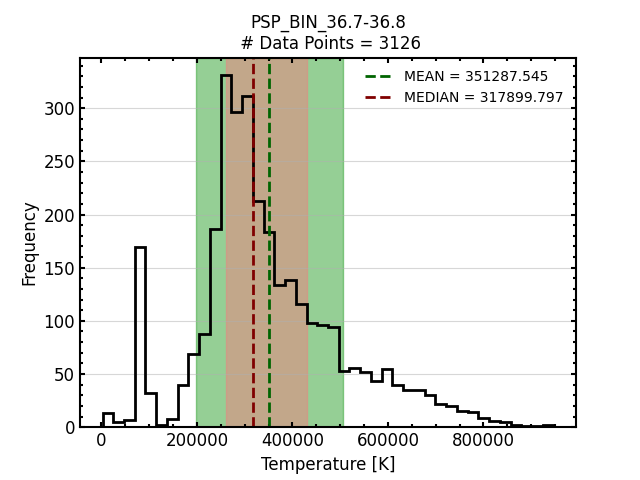 PSP_BIN_36.7-36.8
# Data Points = 3126
MEAN = 351287.545
MEDIAN = 317899.797
Frequency
300
250
200
150
100
50
0
0 200000 400000 600000 800000
Temperature [K]